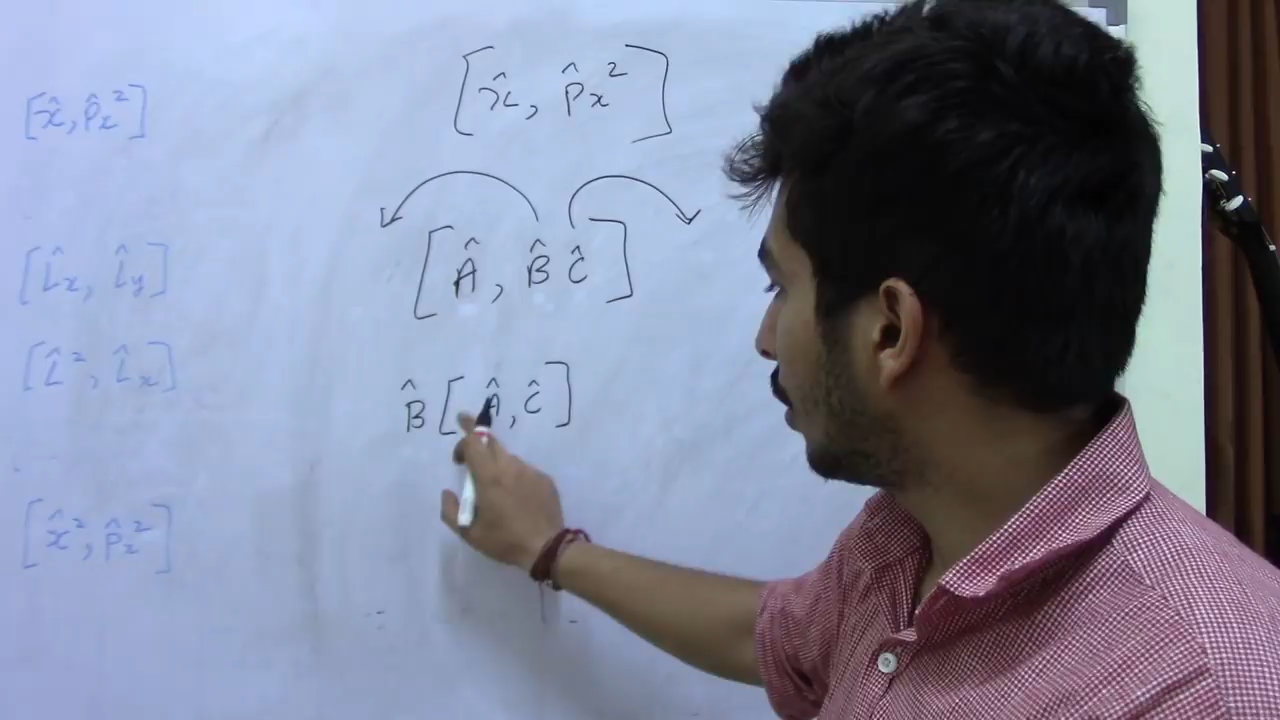 [x̂, p̂ₓ²]
[L̂ₓ, L̂ᵧ]
[L̂², L̂ₓ]
[x̂², p̂ₓ²]
[x̂, p̂ₓ²]
[Â, B̂ Ĉ]
B̂ [Â, Ĉ]